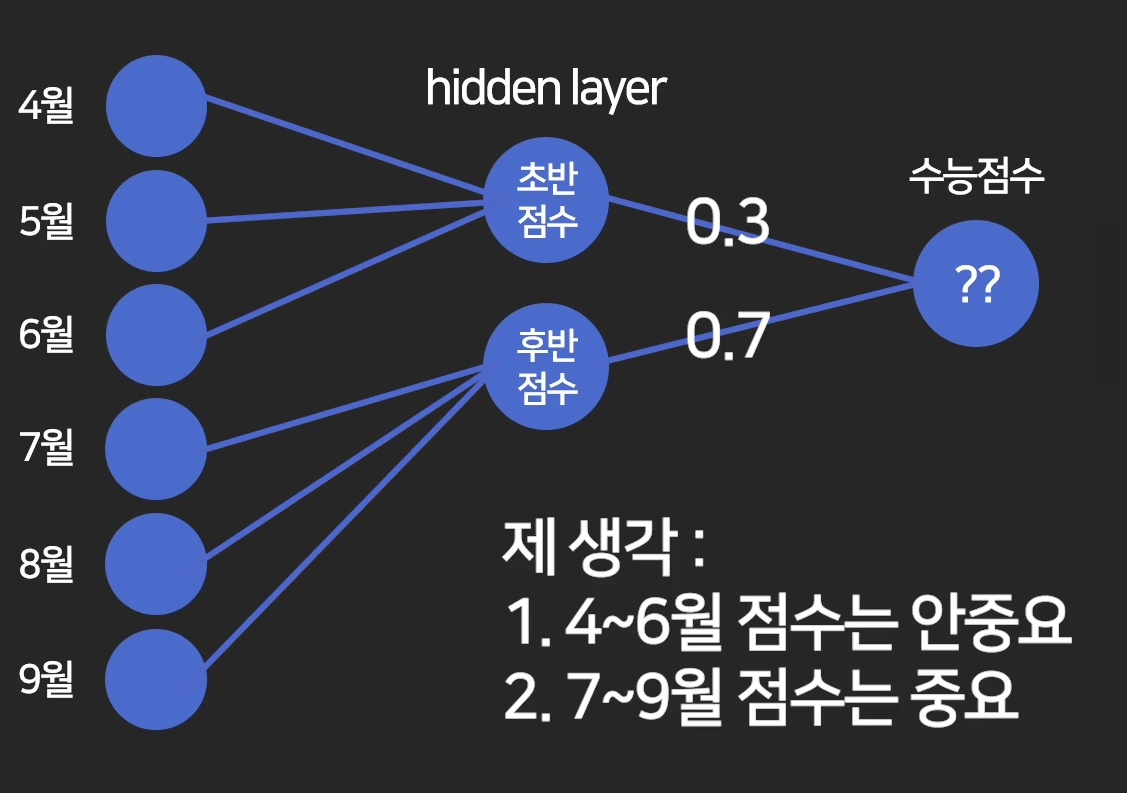 4월
5월
6월
7월
8월
9월
hidden layer
초반
점수
후반
점수
0.3
0.7
수능점수
??
제 생각 :
1. 4~6월 점수는 안중요
2. 7~9월 점수는 중요